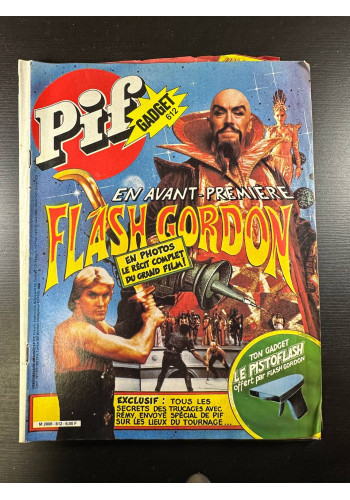 Pif
GADGET
612
EN AVANT-PREMIÈRE
FLASH GORDON
EN PHOTOS
LE RÉCIT COMPLET
DU GRAND FILM !
TON GADGET
LE PISTOFLASH
offert par FLASH GORDON
EXCLUSIF : TOUS LES
SECRETS DES TRUCAGES AVEC
RÉMY, ENVOYÉ SPÉCIAL DE PIF
SUR LES LIEUX DU TOURNAGE...